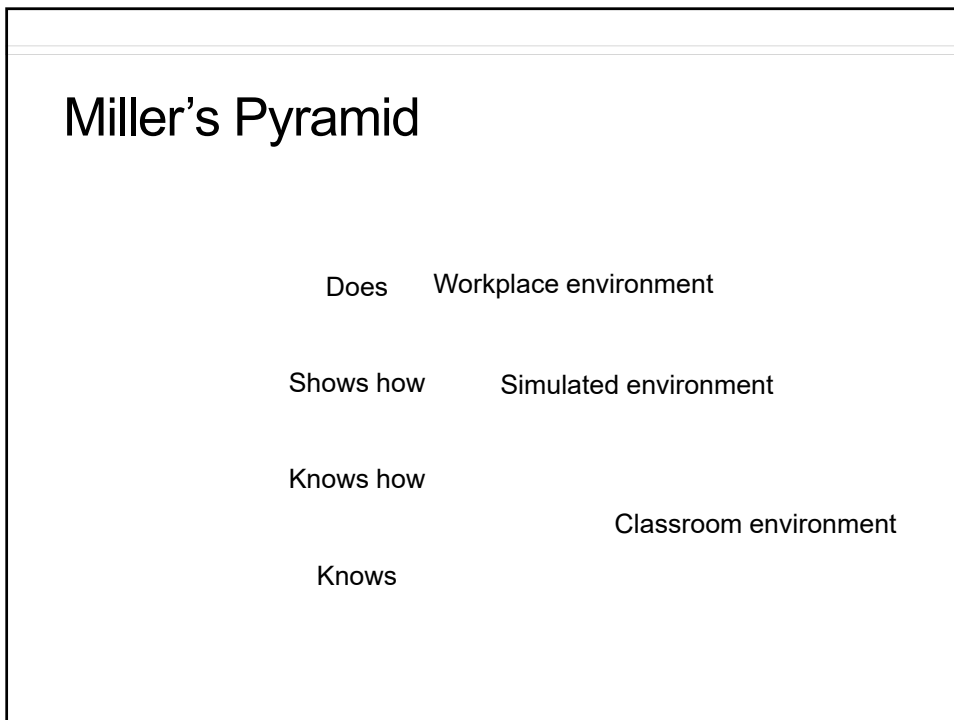 Miller’s Pyramid
Does Workplace environment
Shows how Simulated environment
Knows how
Classroom environment
Knows